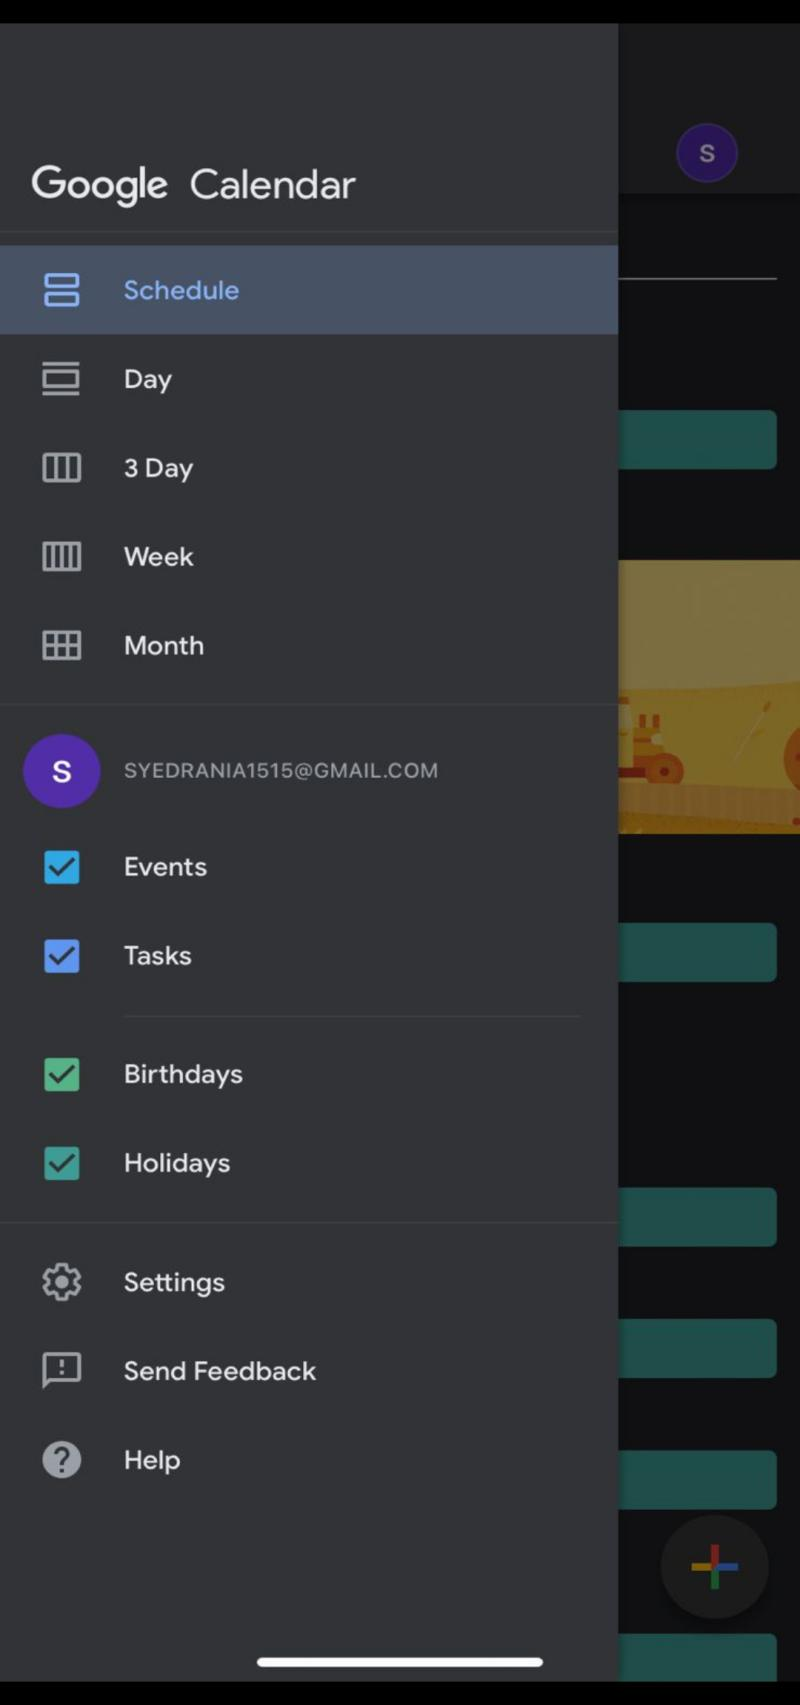 Google Calendar
S
Schedule
Day
3 Day
Week
Month
S
SYEDRANIA1515@GMAIL.COM
Events
Tasks
Birthdays
Holidays
Settings
Send Feedback
Help